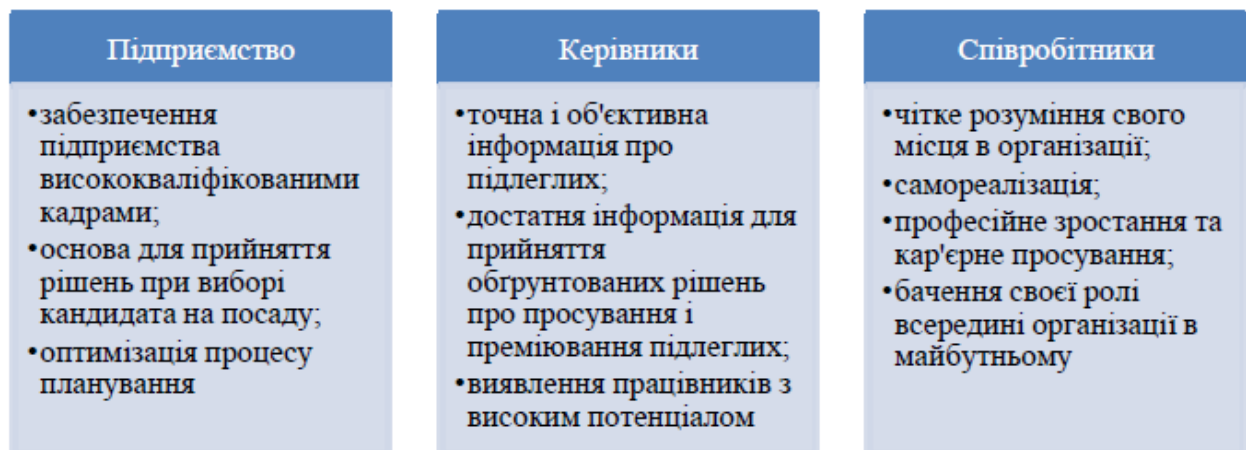 Підприємство
•забезпечення
підприємства
висококваліфікованими
кадрами;
•основа для прийняття
рішень при виборі
кандидата на посаду;
•оптимізація процесу
планування
Керівники
•точна і об'єктивна
інформація про
підлеглих;
•достатня інформація для
прийняття
обґрунтованих рішень
про просування і
преміювання підлеглих;
•виявлення працівників з
високим потенціалом
Співробітники
•чітке розуміння свого
місця в організації;
•самореалізація;
•професійне зростання та
кар'єрне просування;
•бачення своєї ролі
всередині організації в
майбутньому